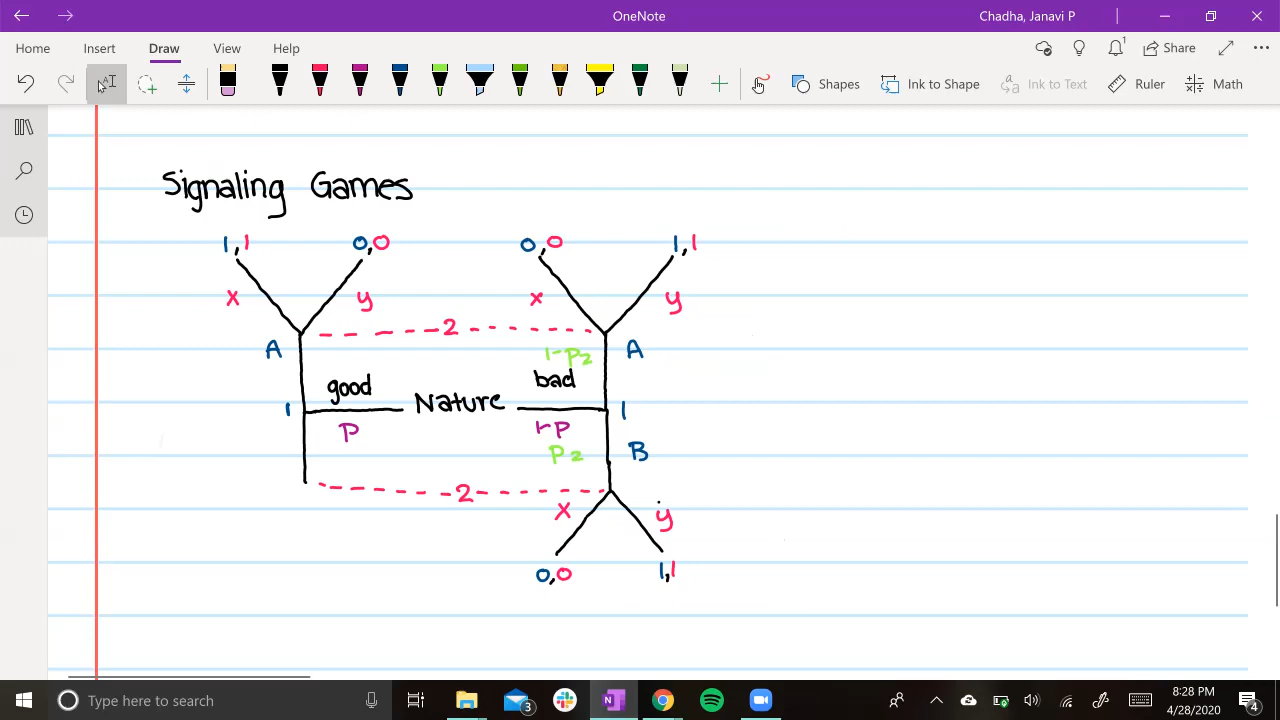 OneNote
Chadha, Janavi P
Home Insert Draw View Help
Share
Shapes Ink to Shape Ink to Text Ruler Math
Signaling Games
1,1 0,0 0,0 1,1
x y x y
2
A 1-p2 A
good bad
1 Nature 1
P 1-P
P2 B
2
x y
0,0 1,1
Type here to search
3
8:28 PM
4/28/2020
4